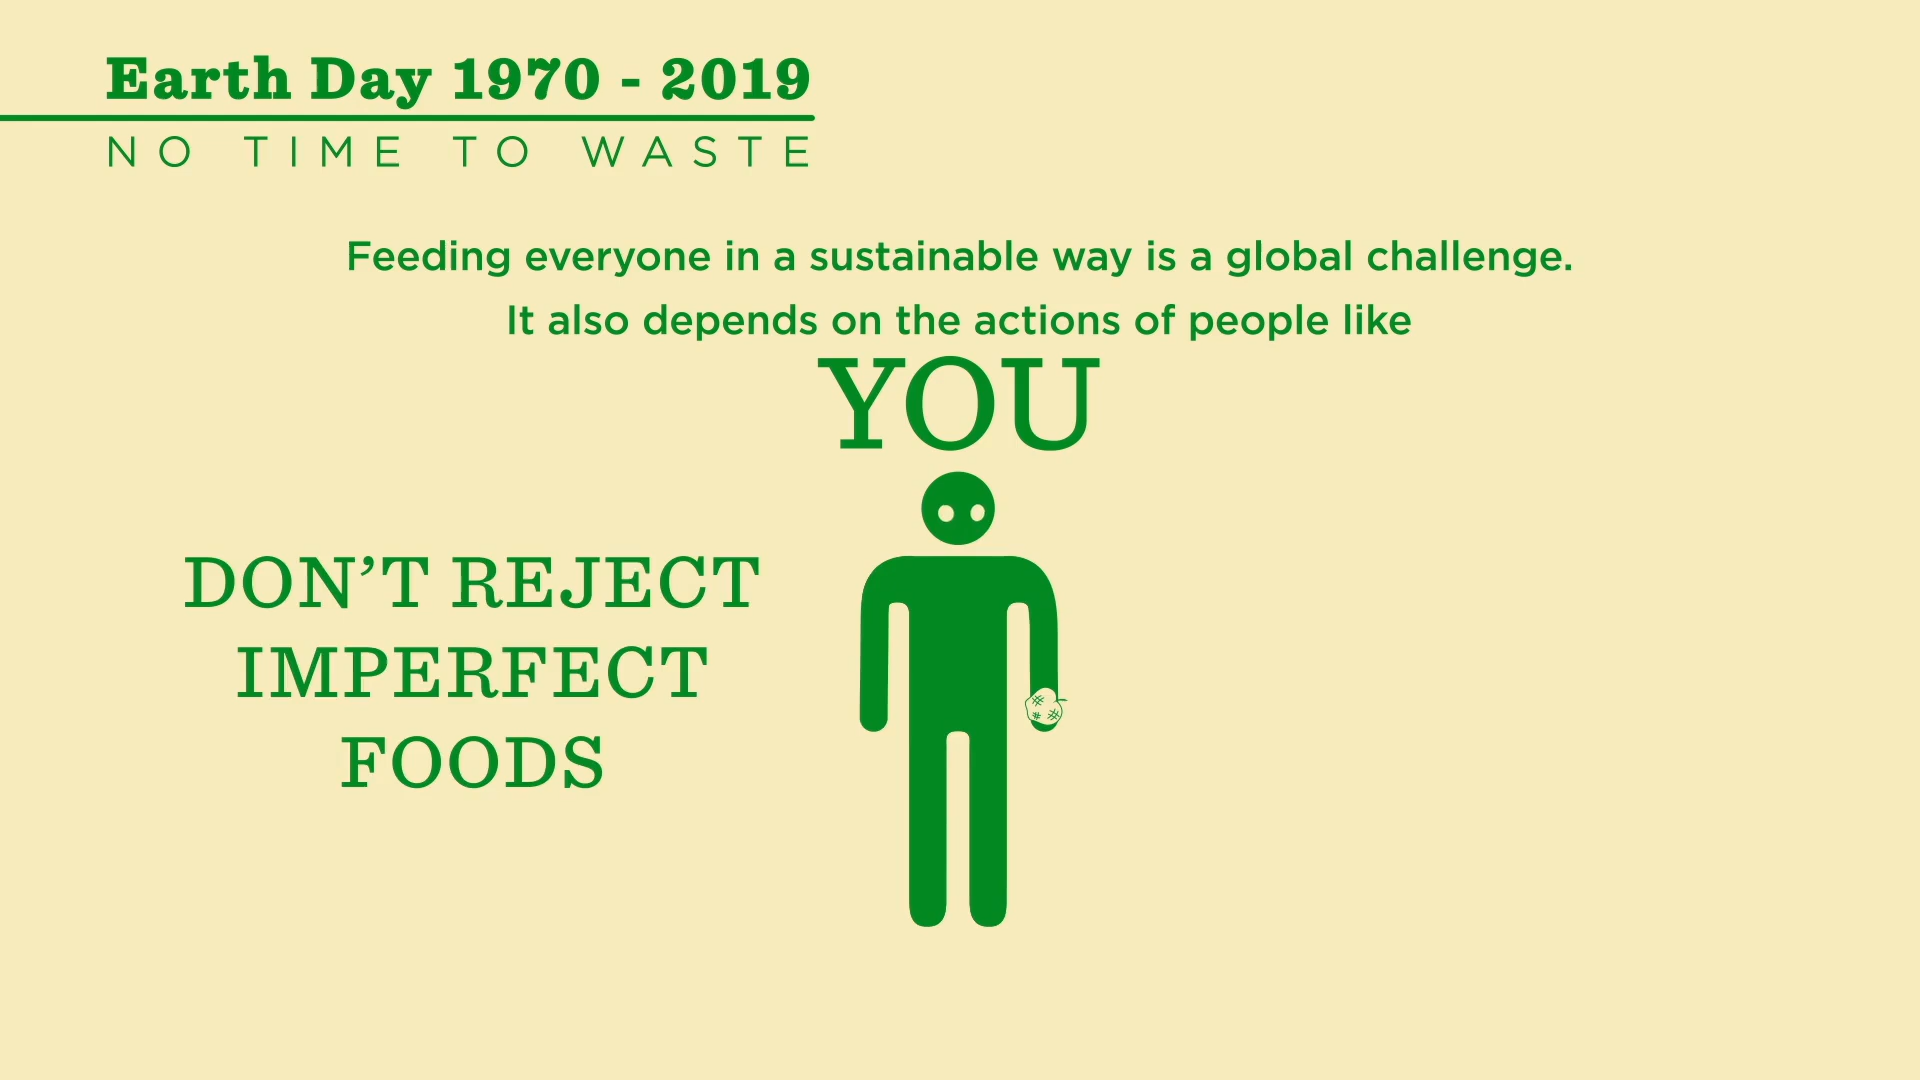 Earth Day 1970 - 2019
NO TIME TO WASTE
Feeding everyone in a sustainable way is a global challenge.
It also depends on the actions of people like
YOU
DON’T REJECT
IMPERFECT
FOODS